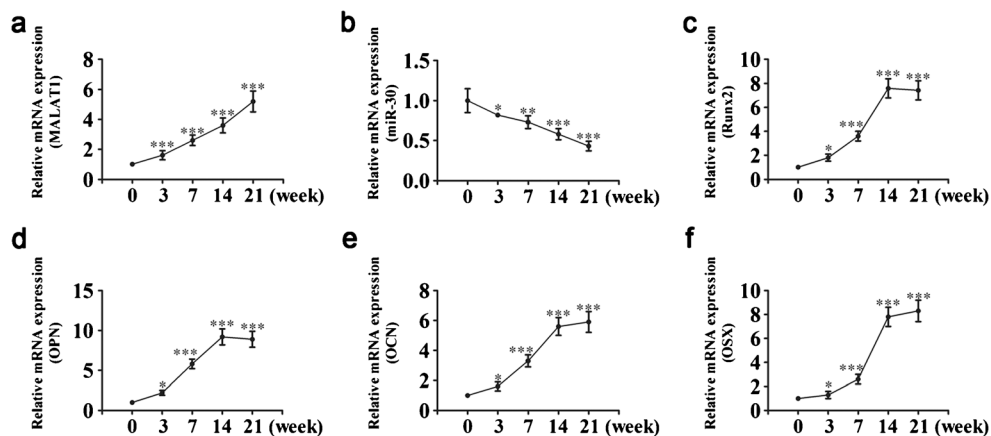 a
Relative mRNA expression
(MALAT1)
8
6
4
2
0
***
***
***
***
0 3 7 14 21 (week)
b
Relative mRNA expression
(miR-30)
1.5
1.0
0.5
0.0
*
**
***
***
0 3 7 14 21 (week)
c
Relative mRNA expression
(Runx2)
10
8
6
4
2
0
*
***
***
***
0 3 7 14 21 (week)
d
Relative mRNA expression
(OPN)
15
10
5
0
*
***
***
***
0 3 7 14 21 (week)
e
Relative mRNA expression
(OCN)
8
6
4
2
0
*
***
***
***
0 3 7 14 21 (week)
f
Relative mRNA expression
(OSX)
10
8
6
4
2
0
*
***
***
***
0 3 7 14 21 (week)